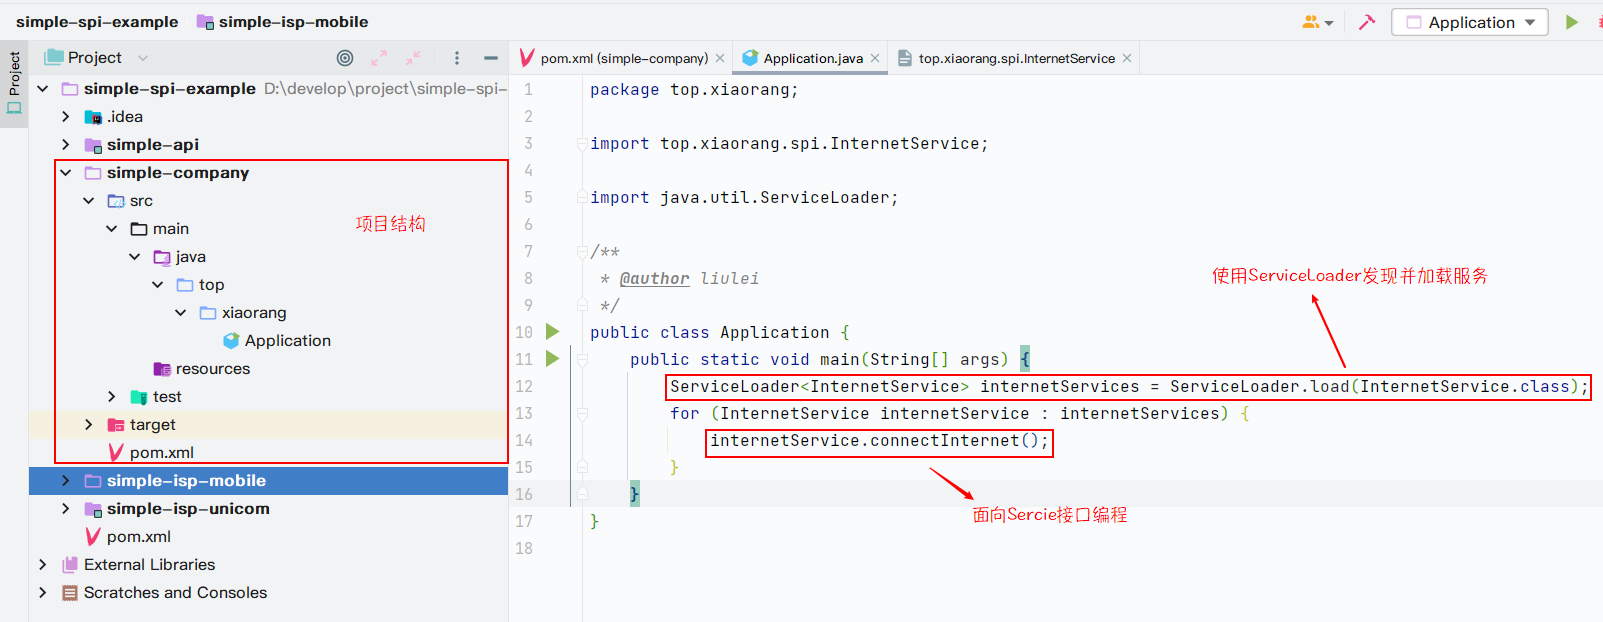 simple-spi-example simple-isp-mobile
Application
Project
Project
pom.xml (simple-company)
Application.java
top.xiaorang.spi.InternetService
simple-spi-example D:\develop\project\simple-spi-
.idea
simple-api
simple-company
src
main
java
top
xiaorang
Application
resources
test
target
pom.xml
simple-isp-mobile
simple-isp-unicom
pom.xml
External Libraries
Scratches and Consoles
项目结构
1 package top.xiaorang;
2
3 import top.xiaorang.spi.InternetService;
4
5 import java.util.ServiceLoader;
6
7 /**
8 * @author liulei
9 */
10 public class Application {
11 public static void main(String[] args) {
12 ServiceLoader<InternetService> internetServices = ServiceLoader.load(InternetService.class);
13 for (InternetService internetService : internetServices) {
14 internetService.connectInternet();
15 }
16 }
17 }
18
使用ServiceLoader发现并加载服务
面向Sercie接口编程